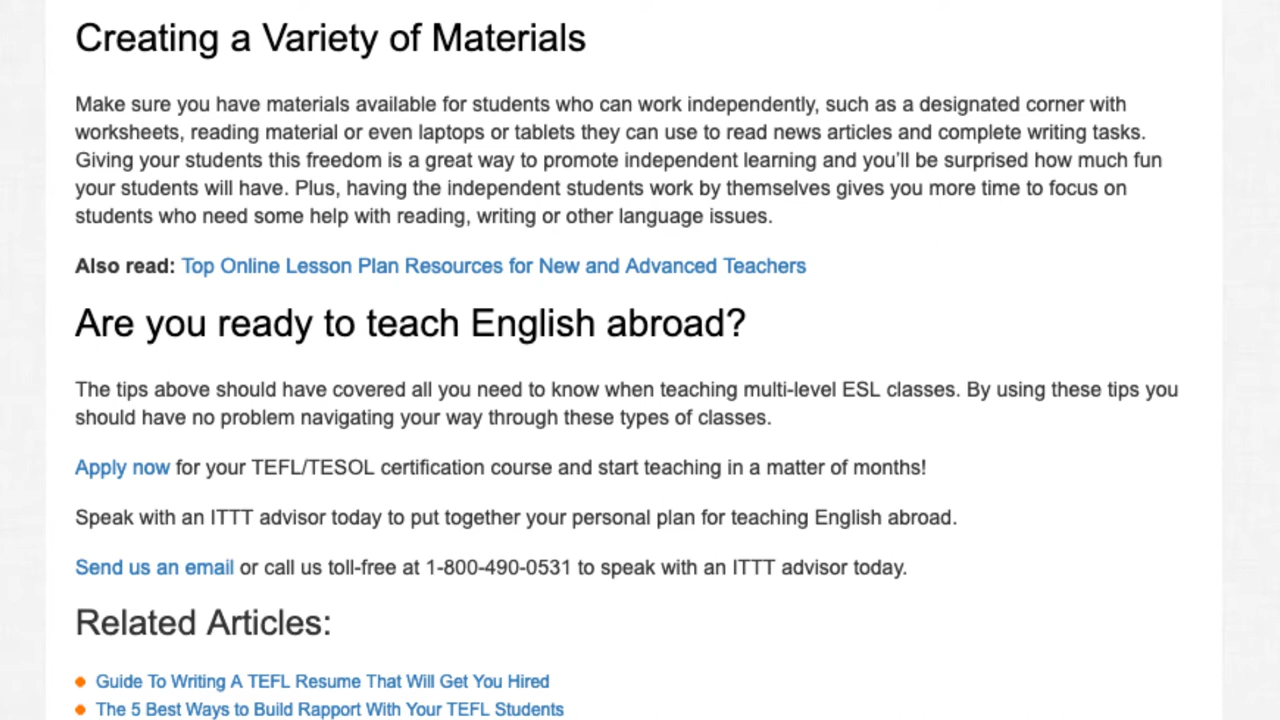 Creating a Variety of Materials
Make sure you have materials available for students who can work independently, such as a designated corner with
worksheets, reading material or even laptops or tablets they can use to read news articles and complete writing tasks.
Giving your students this freedom is a great way to promote independent learning and you'll be surprised how much fun
your students will have. Plus, having the independent students work by themselves gives you more time to focus on
students who need some help with reading, writing or other language issues.
Also read: Top Online Lesson Plan Resources for New and Advanced Teachers
Are you ready to teach English abroad?
The tips above should have covered all you need to know when teaching multi-level ESL classes. By using these tips you
should have no problem navigating your way through these types of classes.
Apply now for your TEFL/TESOL certification course and start teaching in a matter of months!
Speak with an ITTT advisor today to put together your personal plan for teaching English abroad.
Send us an email or call us toll-free at 1-800-490-0531 to speak with an ITTT advisor today.
Related Articles:
Guide To Writing A TEFL Resume That Will Get You Hired
The 5 Best Ways to Build Rapport With Your TEFL Students